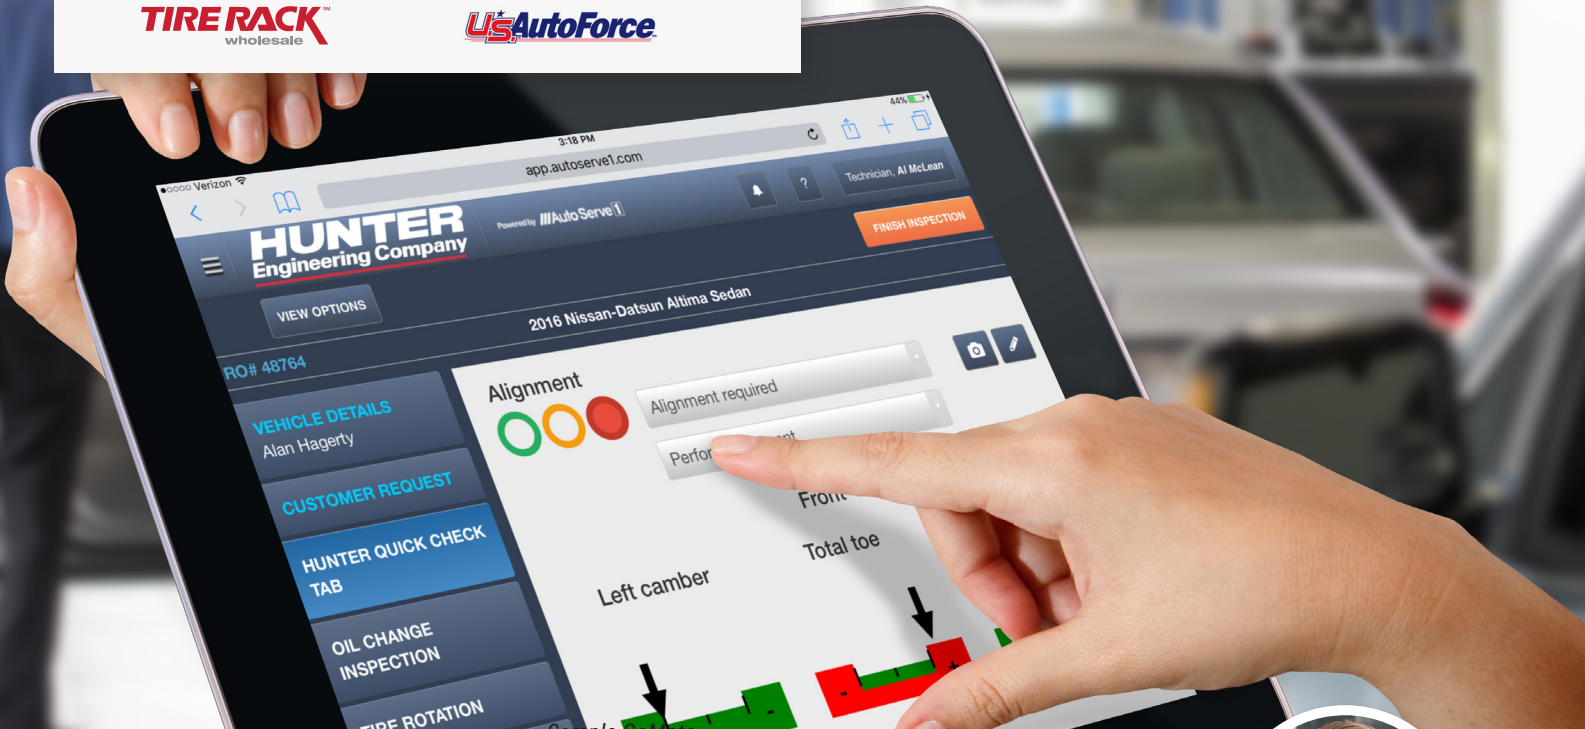 TIRE RACK
wholesale
U.S. AutoForce
3:18 PM
44%
Verizon
app.autoserve1.com
HUNTER
Engineering Company
Powered by AutoServe1
?
Technician, Al McLean
FINISH INSPECTION
VIEW OPTIONS
2016 Nissan-Datsun Altima Sedan
RO# 48764
VEHICLE DETAILS
Alan Hagerty
CUSTOMER REQUEST
HUNTER QUICK CHECK
TAB
OIL CHANGE
INSPECTION
TIRE ROTATION
Alignment
Alignment required
Front
Total toe
Left camber
- +
-